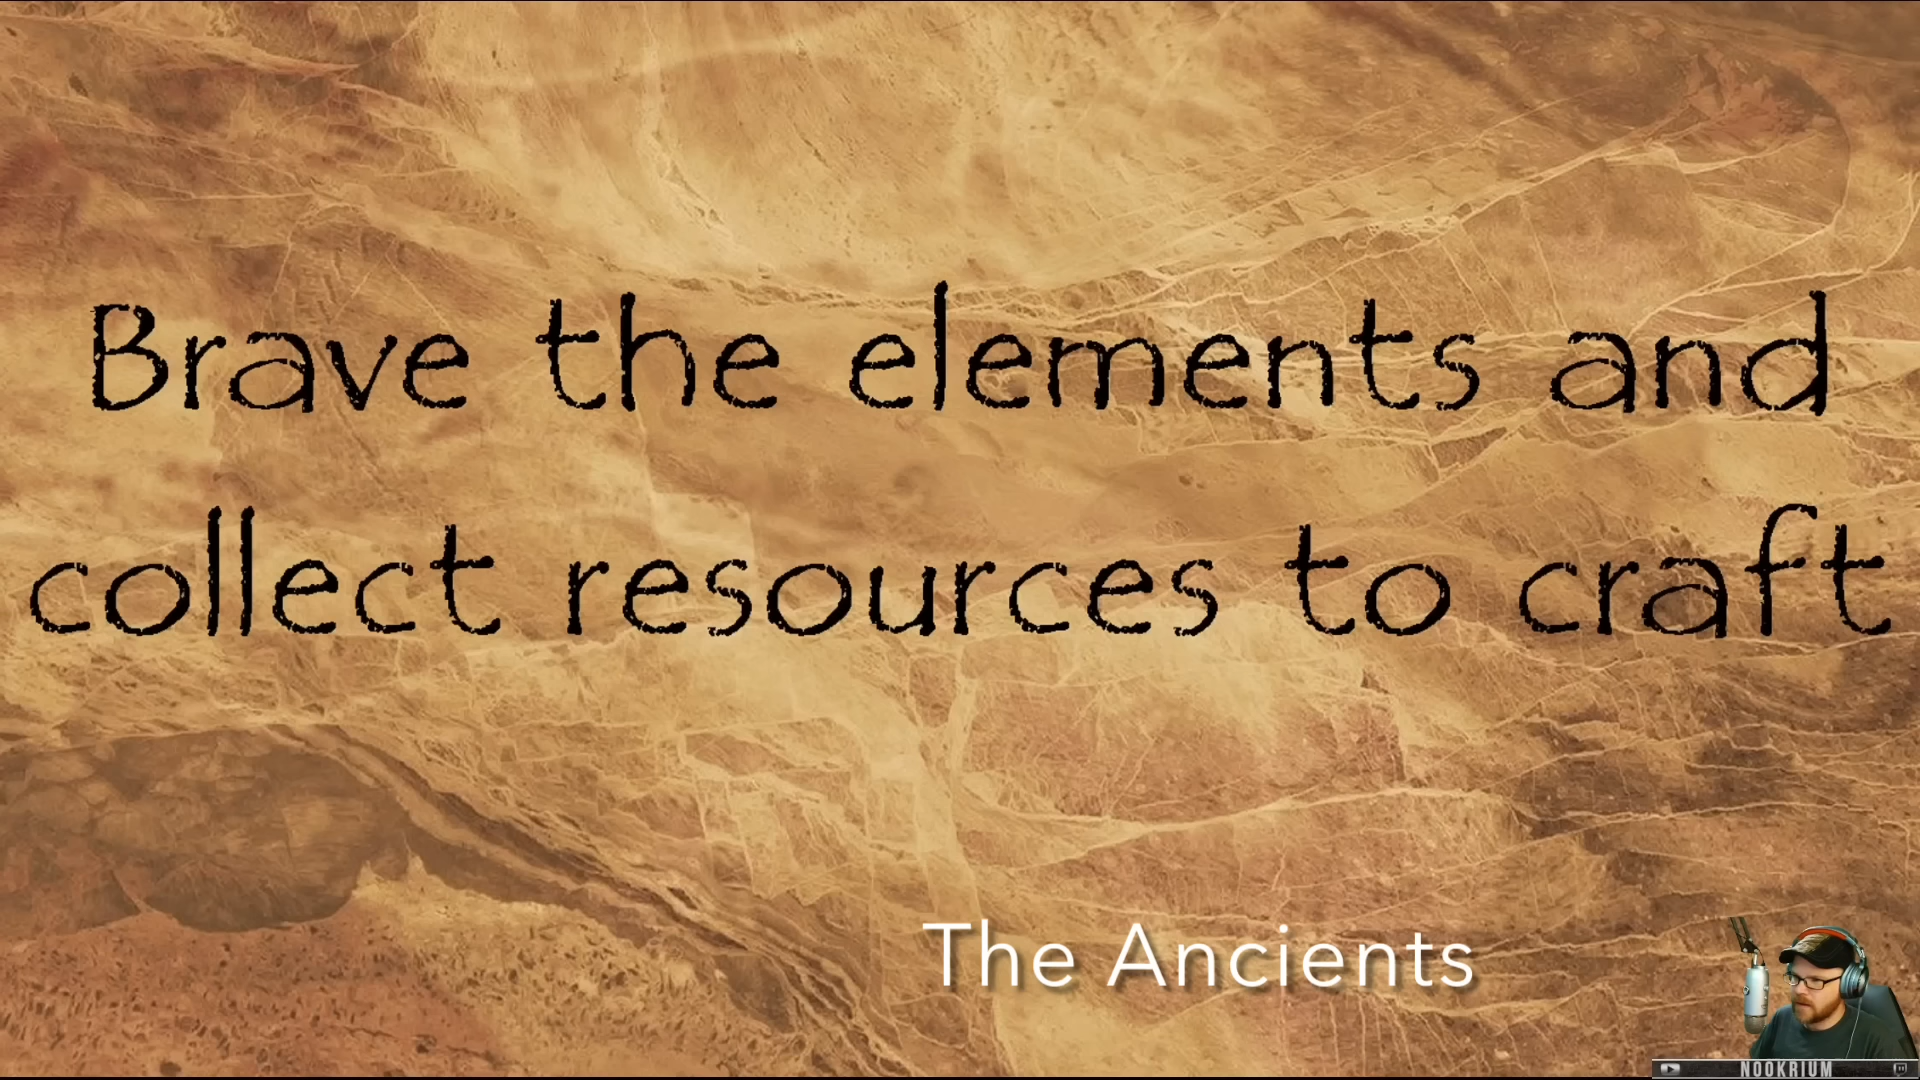 Brave the elements and
collect resources to craft
The Ancients
NOOKRIUM